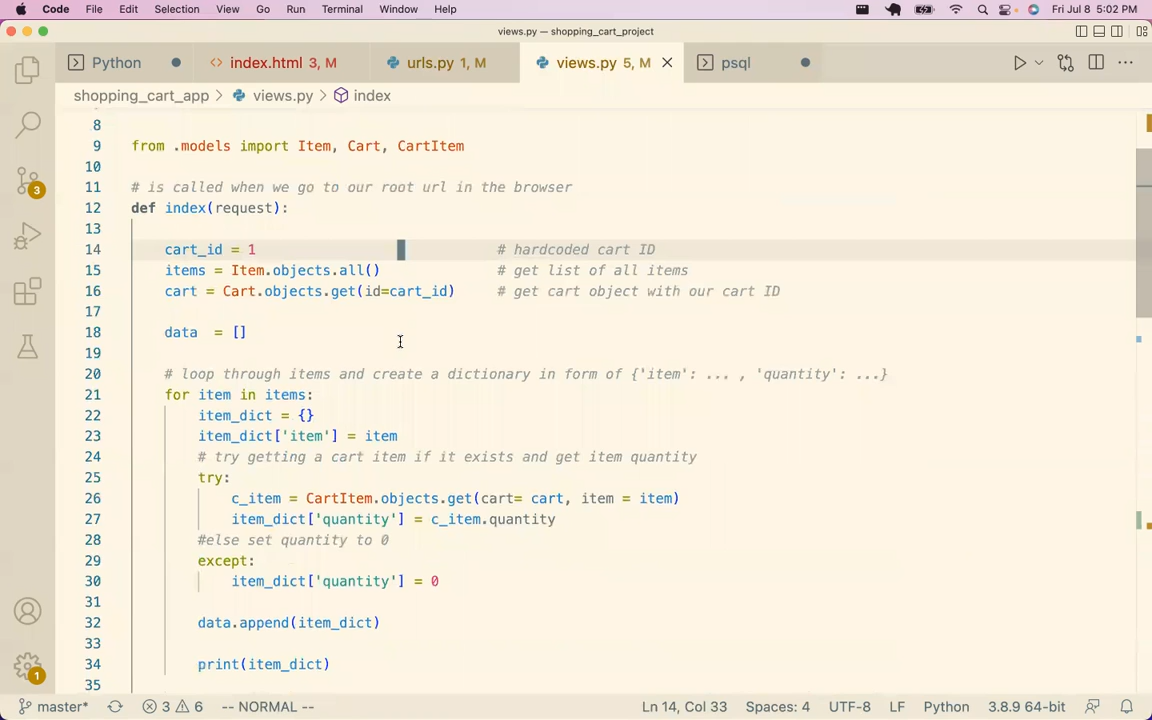 Code File Edit Selection View Go Run Terminal Window Help Fri Jul 8 5:02 PM
views.py — shopping_cart_project
Python index.html 3, M urls.py 1, M views.py 5, M psql
shopping_cart_app > views.py > index
8
9 from .models import Item, Cart, CartItem
10
11 # is called when we go to our root url in the browser
12 def index(request):
13
14 cart_id = 1 # hardcoded cart ID
15 items = Item.objects.all() # get list of all items
16 cart = Cart.objects.get(id=cart_id) # get cart object with our cart ID
17
18 data = []
19
20 # loop through items and create a dictionary in form of {'item': ... , 'quantity': ...}
21 for item in items:
22 item_dict = {}
23 item_dict['item'] = item
24 # try getting a cart item if it exists and get item quantity
25 try:
26 c_item = CartItem.objects.get(cart= cart, item = item)
27 item_dict['quantity'] = c_item.quantity
28 #else set quantity to 0
29 except:
30 item_dict['quantity'] = 0
31
32 data.append(item_dict)
33
34 print(item_dict)
35
3
1
master* 3 6 -- NORMAL -- Ln 14, Col 33 Spaces: 4 UTF-8 LF Python 3.8.9 64-bit